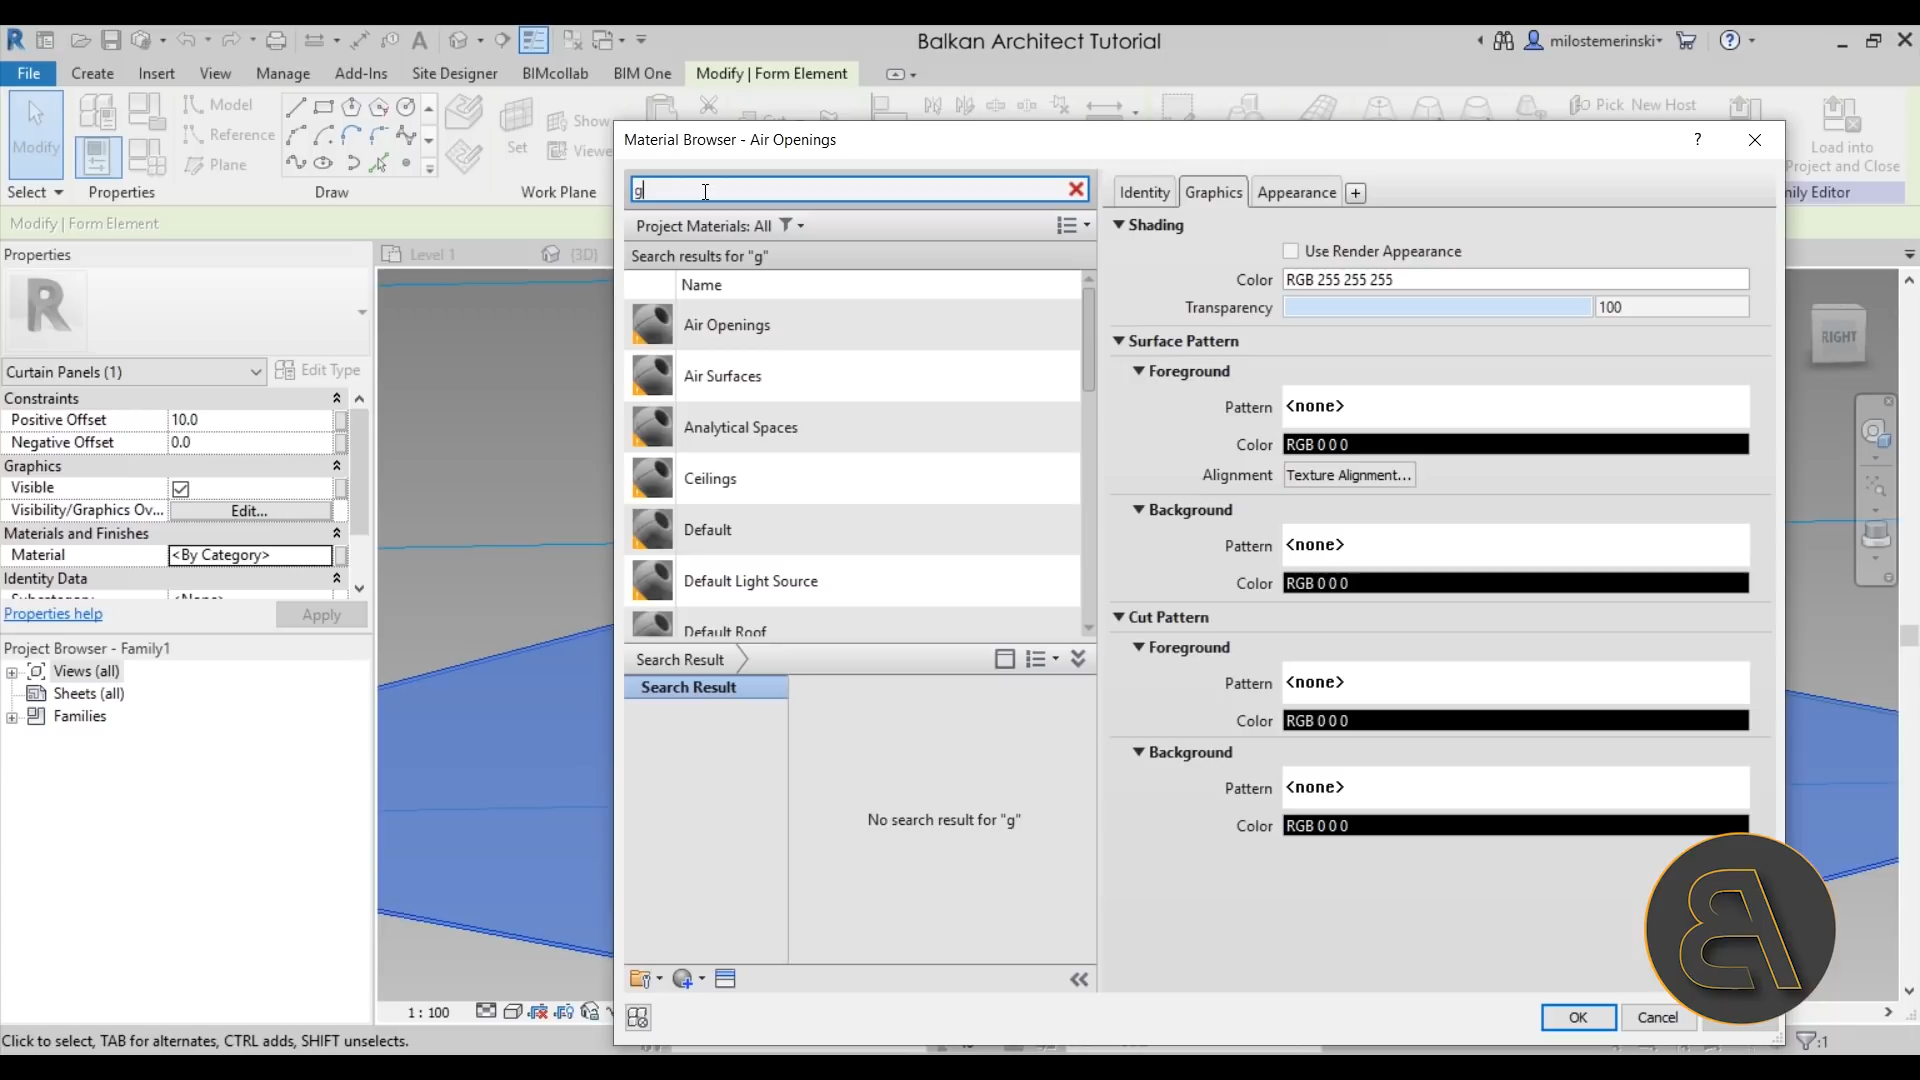 Balkan Architect Tutorial
milostemerinski
File Create Insert View Manage Add-Ins Site Designer BIMcollab BIM One Modify | Form Element
Modify
Model
Reference
Plane
Set
Show
Pick New Host
Load into
Select Properties Draw Work Plane
Modify | Form Element
Properties
Level 1 {3D}
Curtain Panels (1) Edit Type
Constraints
Positive Offset 10.0
Negative Offset 0.0
Graphics
Visible
Visibility/Graphics Ov... Edit...
Materials and Finishes
Material <By Category>
Identity Data
Properties help Apply
Project Browser - Family1
Views (all)
Sheets (all)
Families
1 : 100
Click to select, TAB for alternates, CTRL adds, SHIFT unselects.
:1
RIGHT
Material Browser - Air Openings
g
Project Materials: All
Search results for "g"
Name
Air Openings
Air Surfaces
Analytical Spaces
Ceilings
Default
Default Light Source
Default Roof
Search Result
Search Result
No search result for "g"
Identity Graphics Appearance +
Shading
Use Render Appearance
Color RGB 255 255 255
Transparency 100
Surface Pattern
Foreground
Pattern <none>
Color RGB 0 0 0
Alignment Texture Alignment...
Background
Pattern <none>
Color RGB 0 0 0
Cut Pattern
Foreground
Pattern <none>
Color RGB 0 0 0
Background
Pattern <none>
Color RGB 0 0 0
OK Cancel